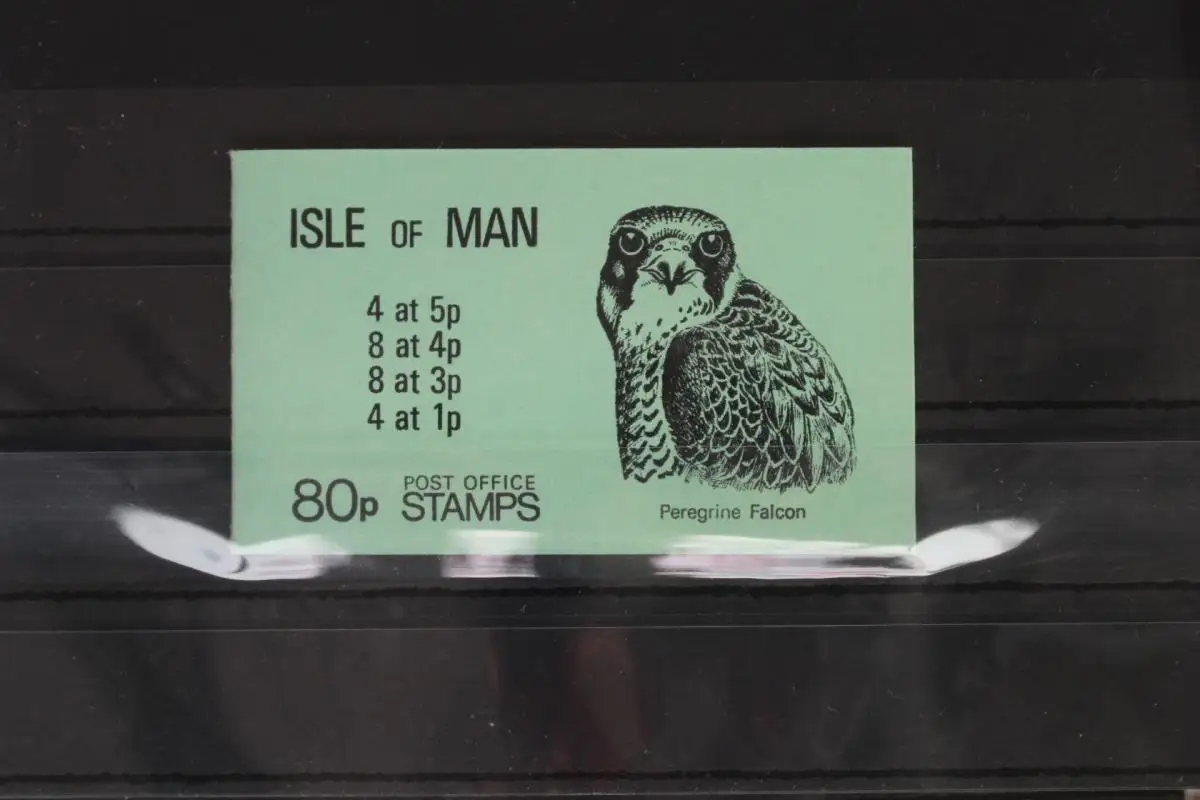 ISLE OF MAN
4 at 5p
8 at 4p
8 at 3p
4 at 1p
80p POST OFFICE STAMPS
Peregrine Falcon